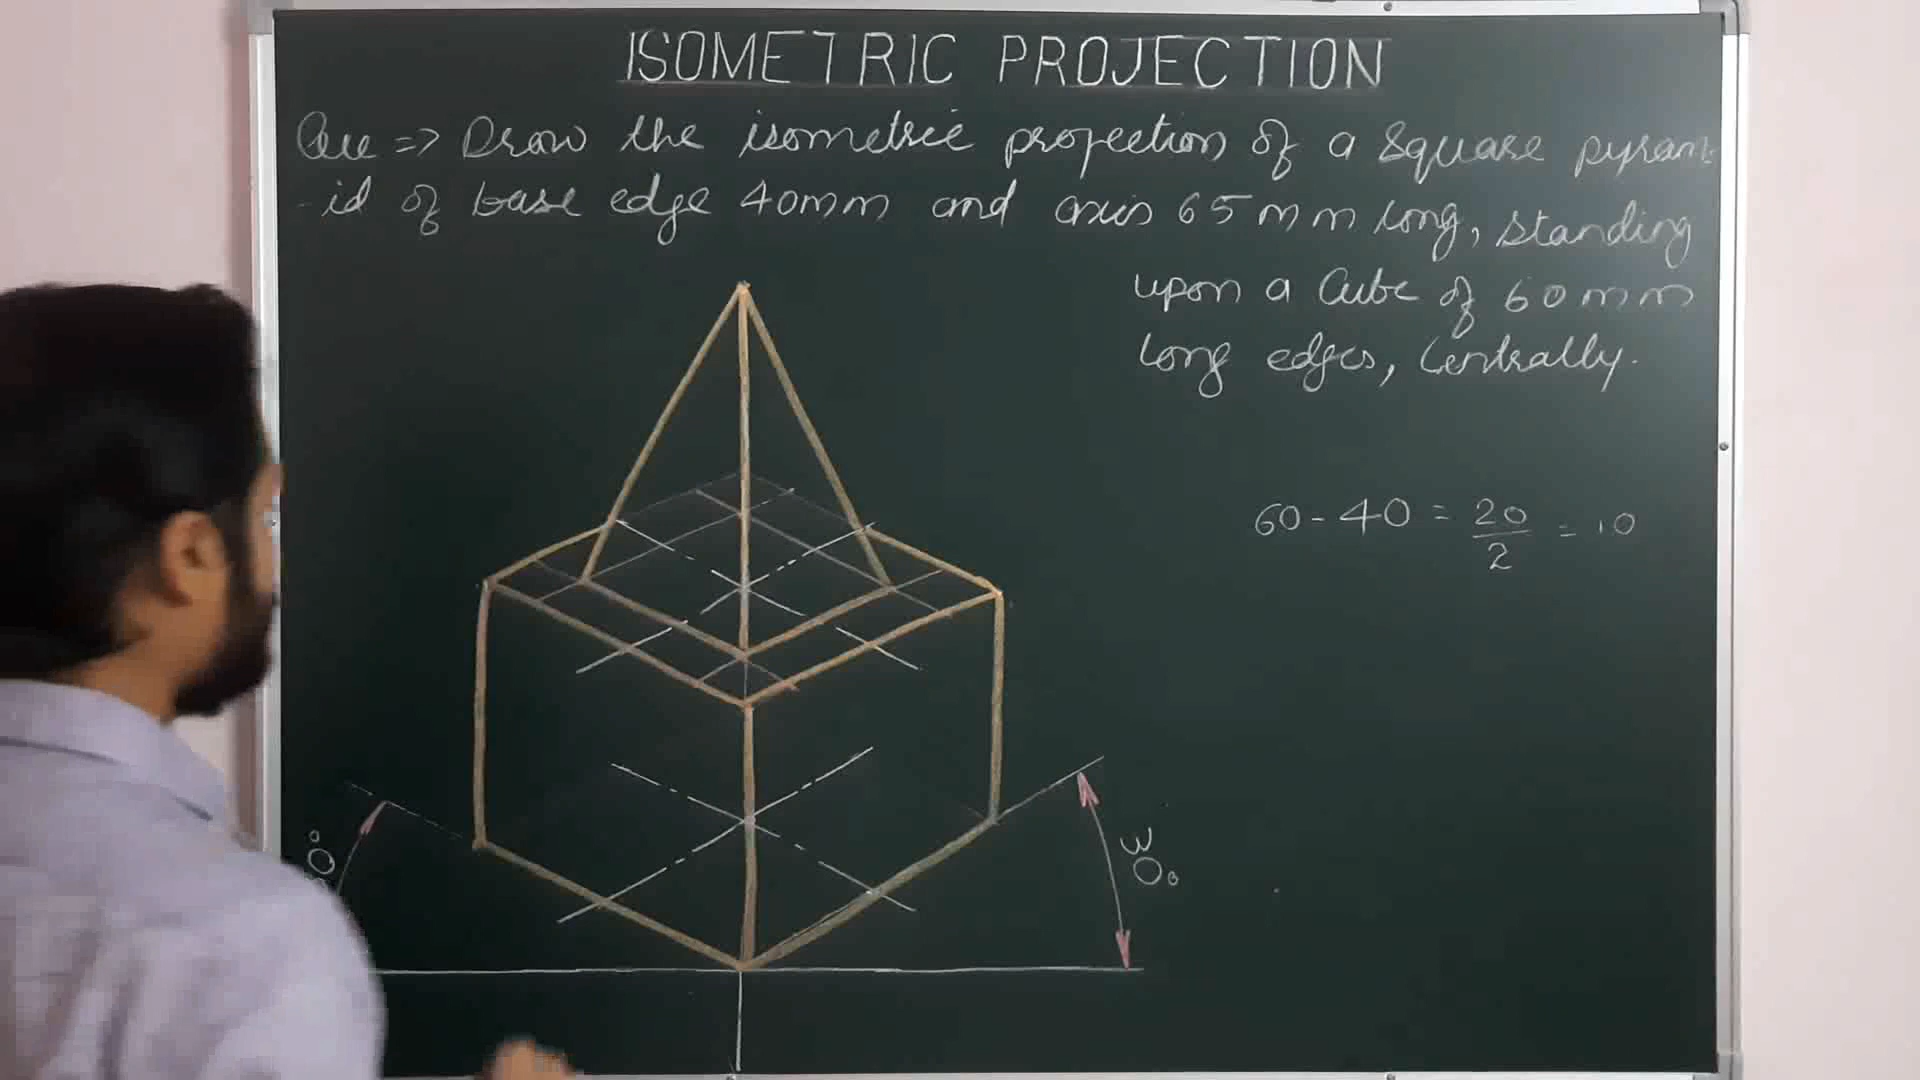 ISOMETRIC PROJECTION
Que => Draw the isometric projection of a square pyram-
-id of base edge 40mm and axis 65mm long, standing
upon a Cube of 60mm
long edges, Centrally.
60 - 40 = 20/2 = 10
30°